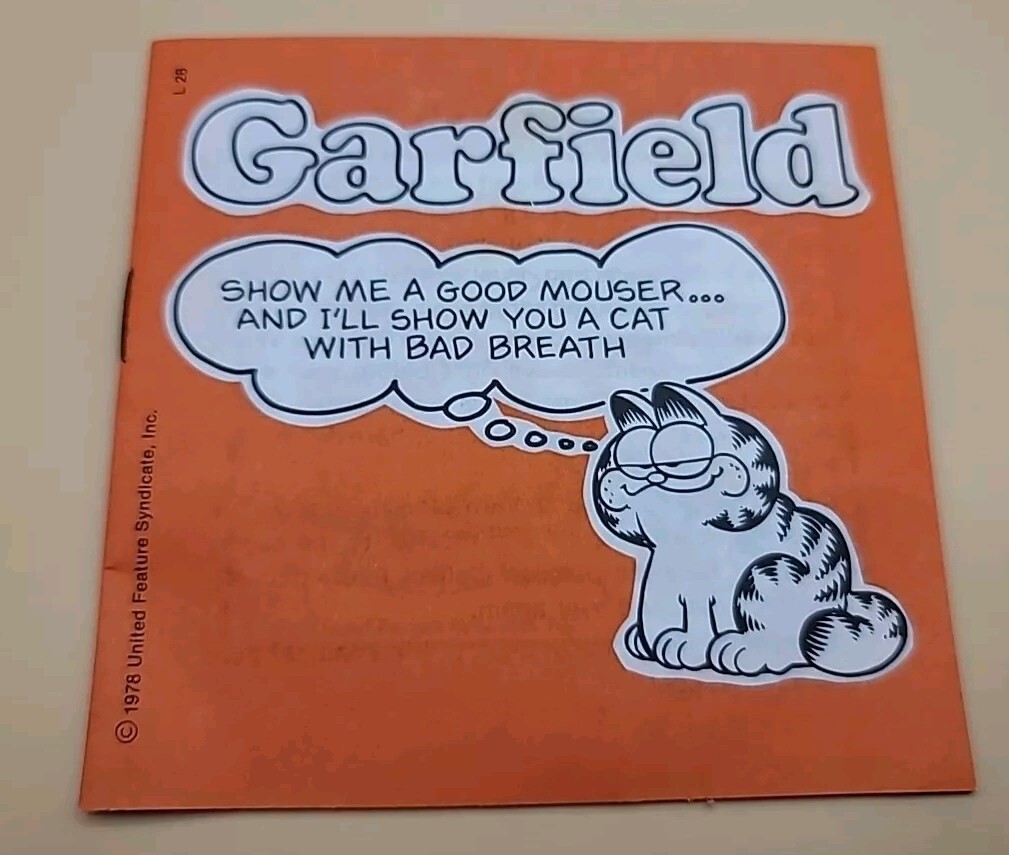 L 28
Garfield
SHOW ME A GOOD MOUSER...
AND I'LL SHOW YOU A CAT
WITH BAD BREATH
© 1978 United Feature Syndicate, Inc.